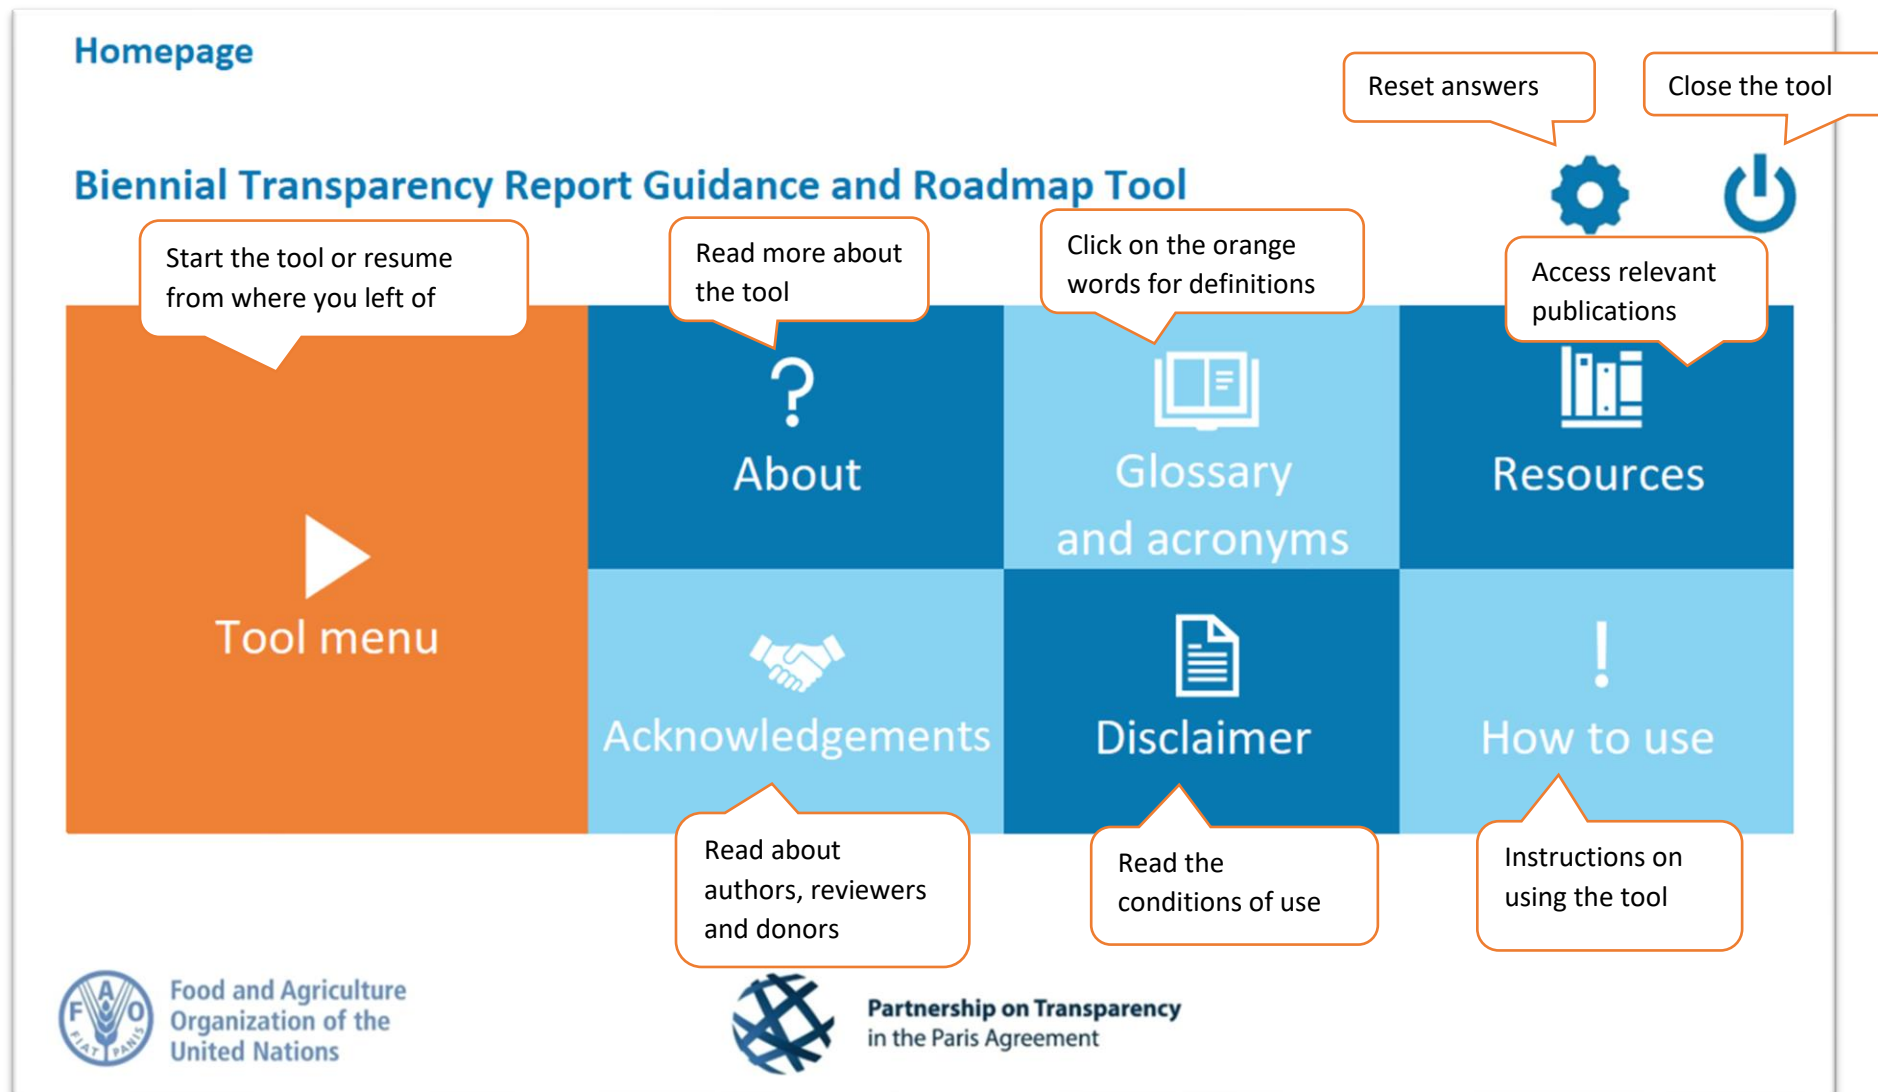 Homepage
Reset answers
Close the tool
Biennial Transparency Report Guidance and Roadmap Tool
Start the tool or resume
from where you left of
Read more about
the tool
Click on the orange
words for definitions
Access relevant
publications
Tool menu
About
Glossary
and acronyms
Resources
Acknowledgements
Disclaimer
How to use
Read about
authors, reviewers
and donors
Read the
conditions of use
Instructions on
using the tool
F A O
FIAT PANIS
Food and Agriculture
Organization of the
United Nations
Partnership on Transparency
in the Paris Agreement